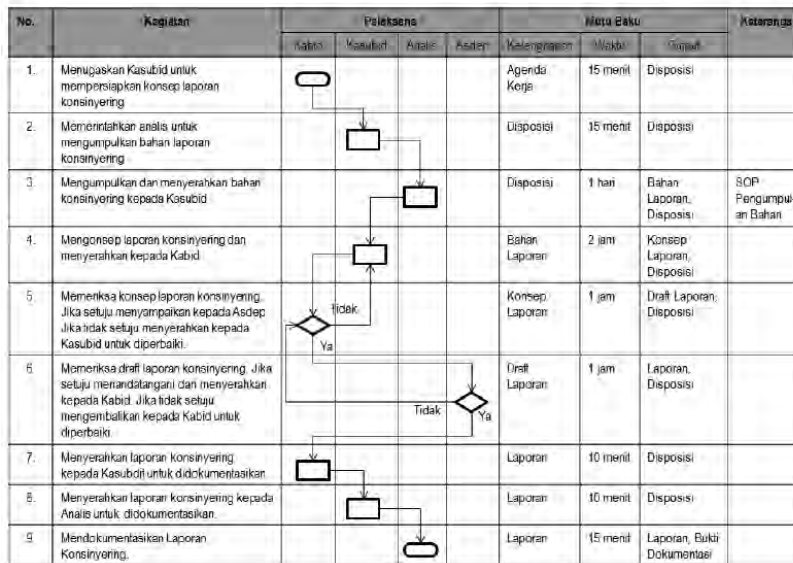 No. Kegiatan Pelaksana Mutu Baku Keterangan
Kabid Kasubid Analis Asdep Kelengkapan Waktu Output
1. Menugaskan Kasubid untuk Agenda 15 menit Disposisi
mempersiapkan konsep laporan Kerja
konsinyering
2. Memerintahkan analis untuk Disposisi 15 menit Disposisi
mengumpulkan bahan laporan
konsinyering
3. Mengumpulkan dan menyerahkan bahan Disposisi 1 hari Bahan SOP
konsinyering kepada Kasubid Laporan, Pengumpul-
Disposisi an Bahan
4. Mengonsep laporan konsinyering dan Bahan 2 jam Konsep
menyerahkan kepada Kabid Laporan Laporan,
Disposisi
5. Memeriksa konsep laporan konsinyering. Konsep 1 jam Draft Laporan,
Jika setuju menyampaikan kepada Asdep Tidak Laporan Disposisi
Jika tidak setuju menyerahkan kepada
Kasubid untuk diperbaiki. Ya
6. Memeriksa draft laporan konsinyering. Jika Draft 1 jam Laporan,
setuju menandatangani dan menyerahkan Laporan Disposisi
kepada Kabid. Jika tidak setuju
mengembalikan kepada Kabid untuk Tidak Ya
diperbaiki.
7. Menyerahkan laporan konsinyering Laporan 10 menit Disposisi
kepada Kasubdit untuk didokumentasikan
8. Menyerahkan laporan konsinyering kepada Laporan 10 menit Disposisi
Analis untuk didokumentasikan.
9. Mendokumentasikan Laporan Laporan 15 menit Laporan, Bukti
Konsinyering. Dokumentasi